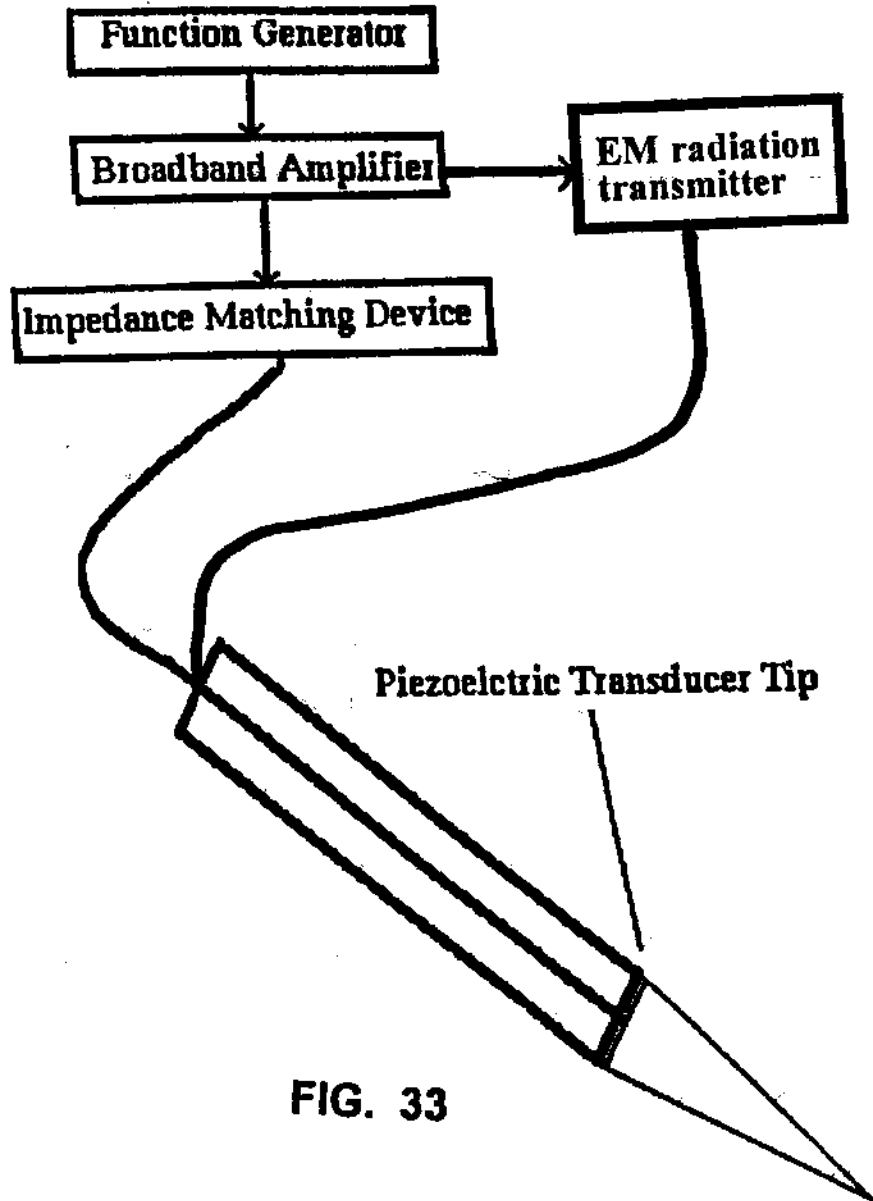 Function Generator
Broadband Amplifier
EM radiation
transmitter
Impedance Matching Device
Piezoelctric Transducer Tip
FIG. 33